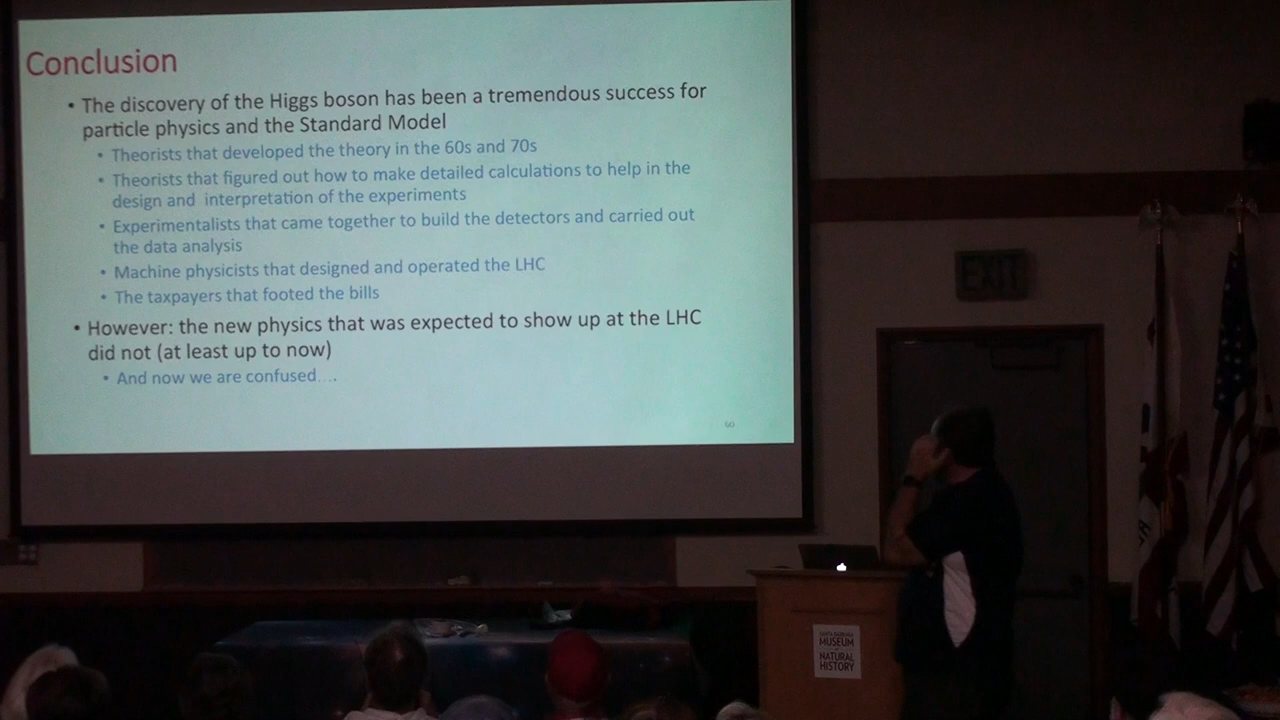 Conclusion
• The discovery of the Higgs boson has been a tremendous success for
particle physics and the Standard Model
• Theorists that developed the theory in the 60s and 70s
• Theorists that figured out how to make detailed calculations to help in the
design and interpretation of the experiments
• Experimentalists that came together to build the detectors and carried out
the data analysis
• Machine physicists that designed and operated the LHC
• The taxpayers that footed the bills
• However: the new physics that was expected to show up at the LHC
did not (at least up to now)
• And now we are confused....
60
EXIT
SANTA BARBARA
MUSEUM
OF
NATURAL
HISTORY